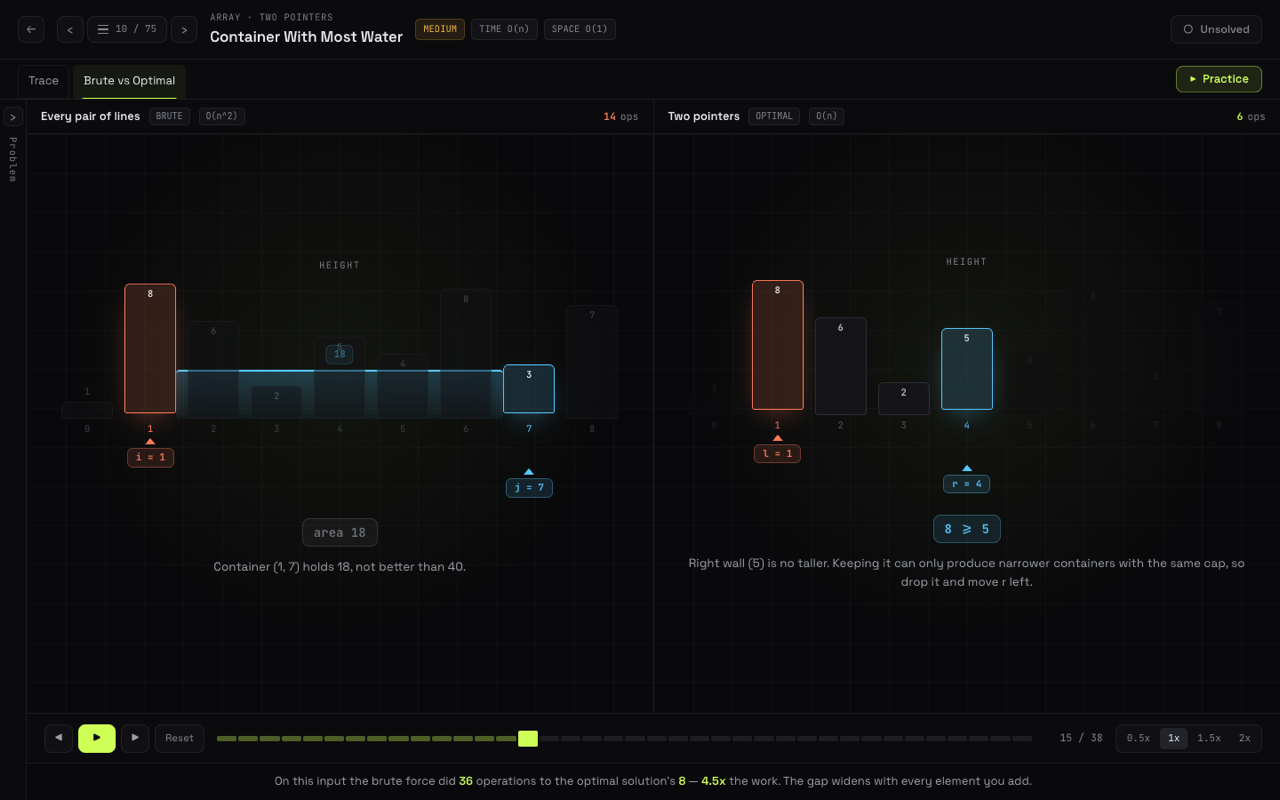 ARRAY · TWO POINTERS
10 / 75
Container With Most Water
MEDIUM
TIME O(n)
SPACE O(1)
Unsolved
Trace
Brute vs Optimal
Practice
Problem
Every pair of lines
BRUTE
O(n^2)
14 ops
HEIGHT
8
8
7
6
5
18
4
3
2
1
0 1 2 3 4 5 6 7 8
i = 1
j = 7
area 18
Container (1, 7) holds 18, not better than 40.
Two pointers
OPTIMAL
O(n)
6 ops
HEIGHT
8
8
7
6
5
4
5
2
1
0 1 2 3 4 5 6 7 8
l = 1
r = 4
8 ⩾ 5
Right wall (5) is no taller. Keeping it can only produce narrower containers with the same cap, so
drop it and move r left.
Reset
15 / 38
0.5x
1x
1.5x
2x
On this input the brute force did 36 operations to the optimal solution's 8 — 4.5x the work. The gap widens with every element you add.